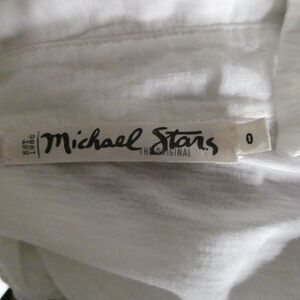 EST.
1986
Michael Stars
THE ORIGINAL
0